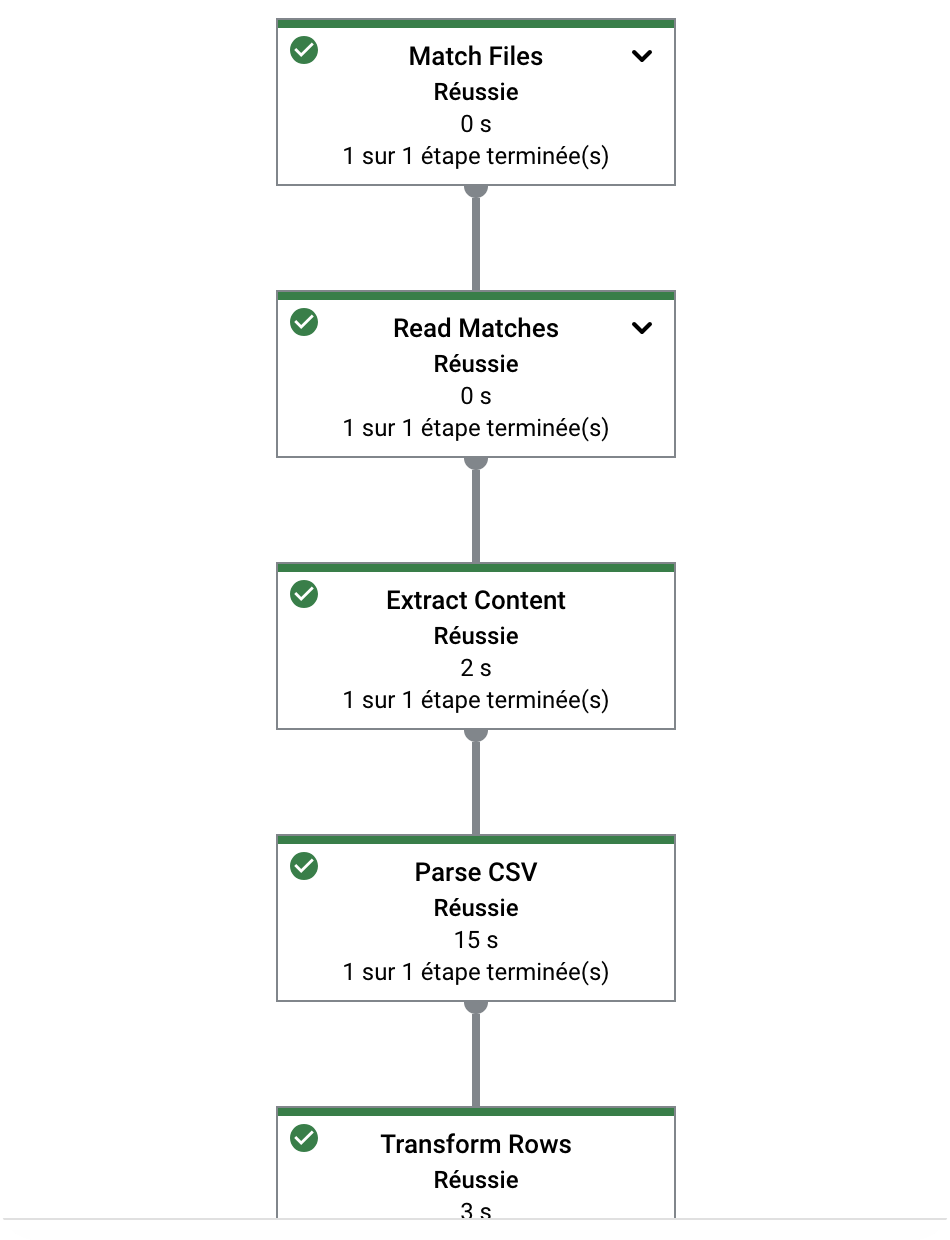 Match Files
Réussie
0 s
1 sur 1 étape terminée(s)
Read Matches
Réussie
0 s
1 sur 1 étape terminée(s)
Extract Content
Réussie
2 s
1 sur 1 étape terminée(s)
Parse CSV
Réussie
15 s
1 sur 1 étape terminée(s)
Transform Rows
Réussie
3 s